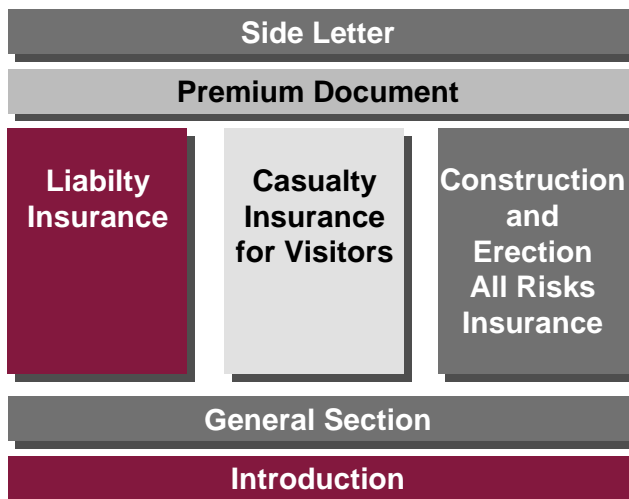 Side Letter
Premium Document
Liabilty
Insurance
Casualty
Insurance
for Visitors
Construction
and
Erection
All Risks
Insurance
General Section
Introduction